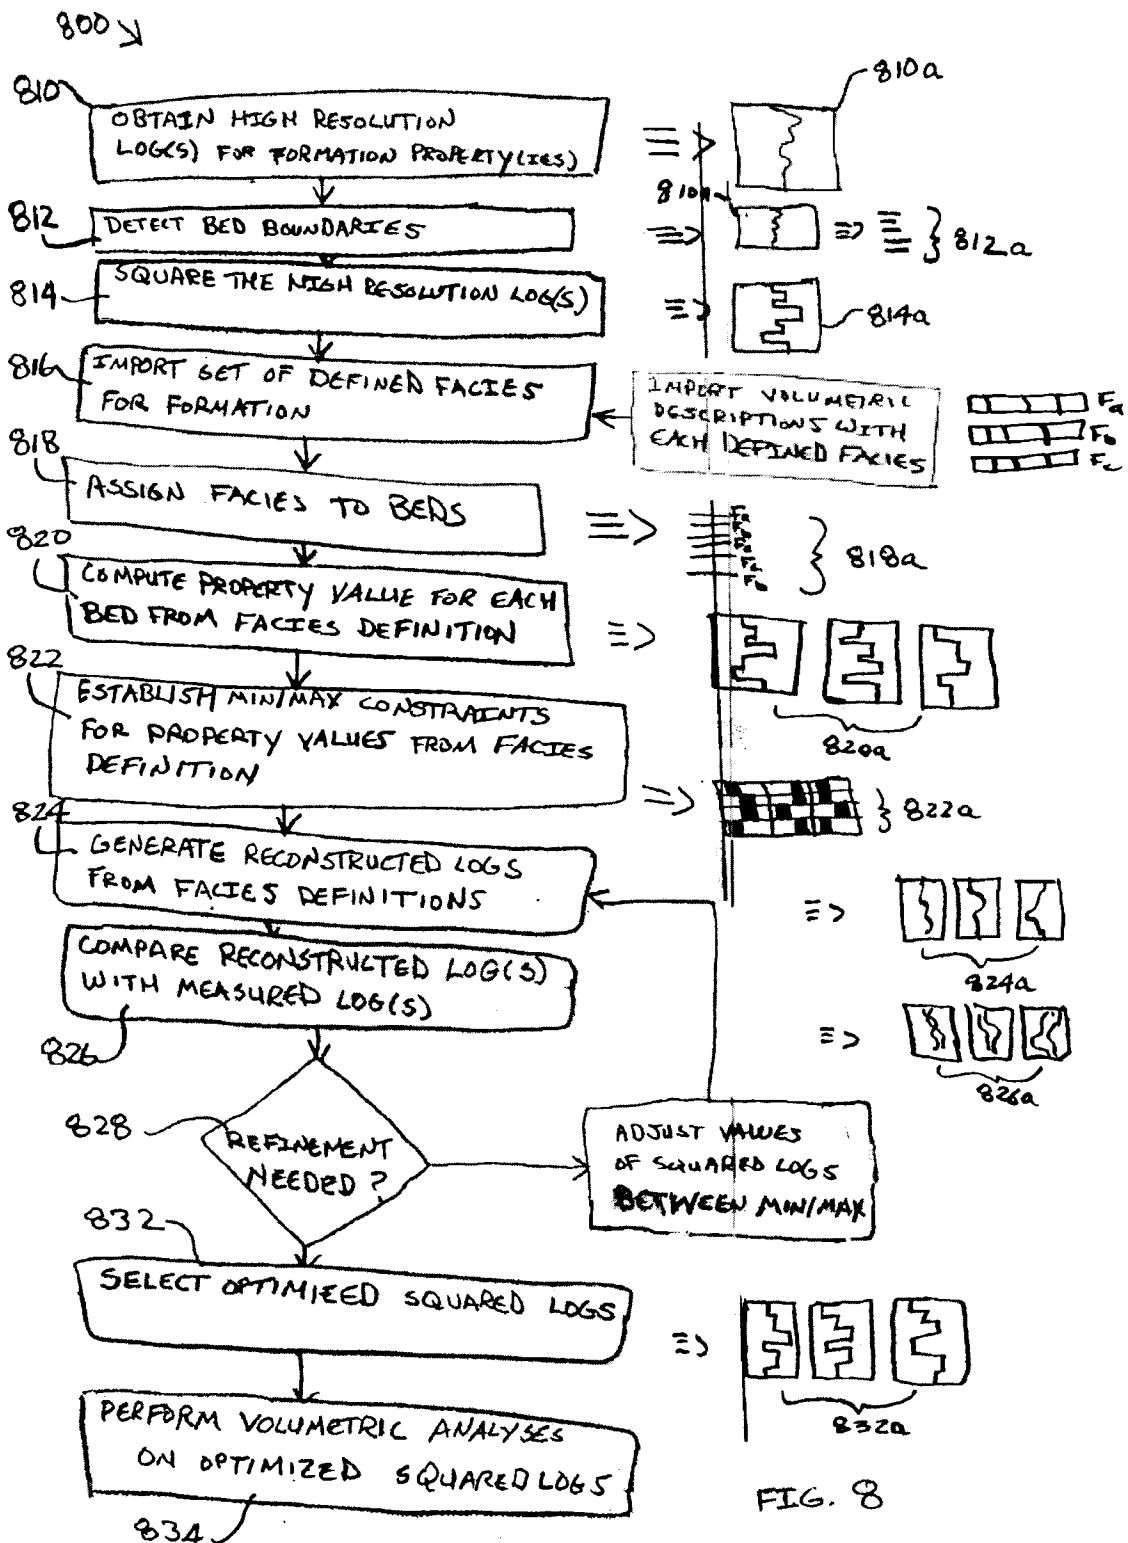 800
810
OBTAIN HIGH RESOLUTION
LOG(S) FOR FORMATION PROPERTY(IES)
810a
812
DETECT BED BOUNDARIES
810a
812a
814
SQUARE THE HIGH RESOLUTION LOG(S)
814a
816
IMPORT SET OF DEFINED FACIES
FOR FORMATION
IMPORT VOLUMETRIC
DESCRIPTIONS WITH
EACH DEFINED FACIES
Fa
Fb
Fc
818
ASSIGN FACIES TO BEDS
818a
820
COMPUTE PROPERTY VALUE FOR EACH
BED FROM FACIES DEFINITION
820a
822
ESTABLISH MIN/MAX CONSTRAINTS
FOR PROPERTY VALUES FROM FACIES
DEFINITION
822a
824
GENERATE RECONSTRUCTED LOGS
FROM FACIES DEFINITIONS
824a
COMPARE RECONSTRUCTED LOG(S)
WITH MEASURED LOG(S)
826
826a
828
REFINEMENT
NEEDED?
ADJUST VALUES
OF SQUARED LOGS
BETWEEN MIN/MAX
832
SELECT OPTIMIZED SQUARED LOGS
832a
PERFORM VOLUMETRIC ANALYSES
ON OPTIMIZED SQUARED LOGS
834
FIG. 8